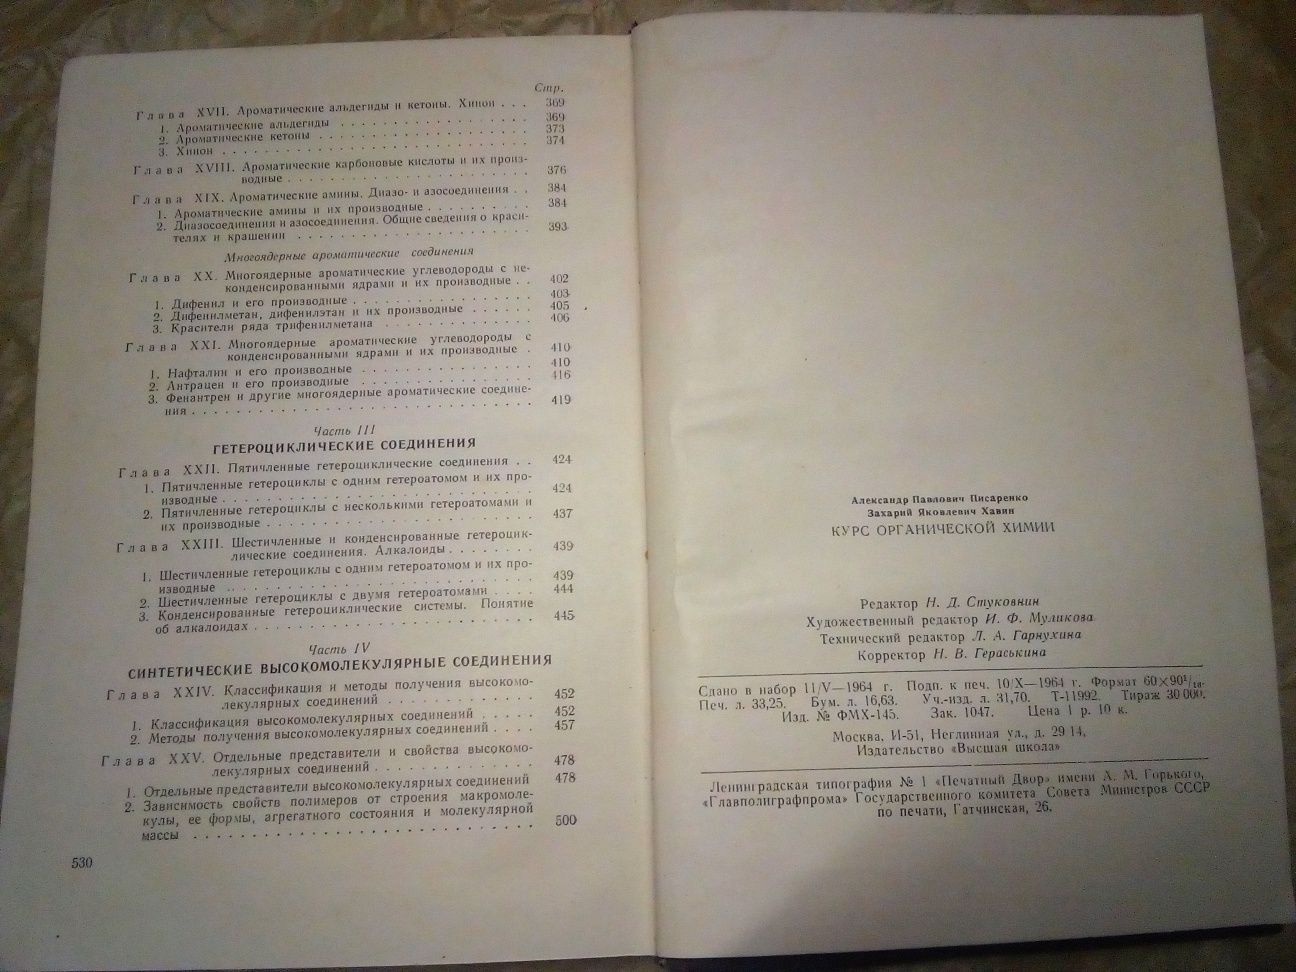 Стр.
Глава XVII. Ароматические альдегиды и кетоны. Хинон . . . 369
1. Ароматические альдегиды . . . . . . . . . . . . . . . . 369
2. Ароматические кетоны . . . . . . . . . . . . . . . . . 373
3. Хинон . . . . . . . . . . . . . . . . . . . . . . . . 374
Глава XVIII. Ароматические карбоновые кислоты и их произ-
водные . . . . . . . . . . . . . . . . . . . 376
Глава XIX. Ароматические амины. Диазо- и азосоединения . . 384
1. Ароматические амины и их производные . . . . . . . . . 384
2. Диазосоединения и азосоединения. Общие сведения о краси-
телях и крашении . . . . . . . . . . . . . . . . . . 393
Многоядерные ароматические соединения
Глава XX. Многоядерные ароматические углеводороды с не-
конденсированными ядрами и их производные . . 402
1. Дифенил и его производные . . . . . . . . . . . . . . . 403
2. Дифенилметан, дифенилэтан и их производные . . . . . . 405
3. Красители ряда трифенилметана . . . . . . . . . . . . 406
Глава XXI. Многоядерные ароматические углеводороды с
конденсированными ядрами и их производные . 410
1. Нафталин и его производные . . . . . . . . . . . . . . 410
2. Антрацен и его производные . . . . . . . . . . . . . . 416
3. Фенантрен и другие многоядерные ароматические соедине-
ния . . . . . . . . . . . . . . . . . . . . . . . . . . 419
Часть III
ГЕТЕРОЦИКЛИЧЕСКИЕ СОЕДИНЕНИЯ
Глава XXII. Пятичленные гетероциклические соединения . . 424
1. Пятичленные гетероциклы с одним гетероатомом и их про-
изводные . . . . . . . . . . . . . . . . . . . . . . . . 424
2. Пятичленные гетероциклы с несколькими гетероатомами и
их производные . . . . . . . . . . . . . . . . . . . . 437
Глава XXIII. Шестичленные и конденсированные гетероцик-
лические соединения. Алкалоиды . . . . . . . 439
1. Шестичленные гетероциклы с одним гетероатомом и их про-
изводные . . . . . . . . . . . . . . . . . . . . . . . 439
2. Шестичленные гетероциклы с двумя гетероатомами . . . . 444
3. Конденсированные гетероциклические системы. Понятие
об алкалоидах . . . . . . . . . . . . . . . . . . . . . 445
Часть IV
СИНТЕТИЧЕСКИЕ ВЫСОКОМОЛЕКУЛЯРНЫЕ СОЕДИНЕНИЯ
Глава XXIV. Классификация и методы получения высокомо-
лекулярных соединений . . . . . . . . . . . 452
1. Классификация высокомолекулярных соединений . . . . . 452
2. Методы получения высокомолекулярных соединений . . . . 457
Глава XXV. Отдельные представители и свойства высокомо-
лекулярных соединений . . . . . . . . . . . . 478
1. Отдельные представители высокомолекулярных соединений 478
2. Зависимость свойств полимеров от строения макромоле-
кулы, ее формы, агрегатного состояния и молекулярной
массы . . . . . . . . . . . . . . . . . . . . . . . . . 500
530
Александр Павлович Писаренко
Захарий Яковлевич Хавин
КУРС ОРГАНИЧЕСКОЙ ХИМИИ
Редактор Н. Д. Стуковнин
Художественный редактор И. Ф. Муликова
Технический редактор Л. А. Гарнухина
Корректор Н. В. Гераськина
Сдано в набор 11/V—1964 г. Подп. к печ. 10/X—1964 г. Формат 60×90¹/₁₆.
Печ. л. 33,25. Бум. л. 16,63. Уч.-изд. л. 31,70. Т-11992. Тираж 30 000.
Изд. № ФМХ-145. Зак. 1047. Цена 1 р. 10 к.
Москва, И-51, Неглинная ул., д. 29/14,
Издательство «Высшая школа»
Ленинградская типография № 1 «Печатный Двор» имени А. М. Горького,
«Главполиграфпрома» Государственного комитета Совета Министров СССР
по печати, Гатчинская, 26.